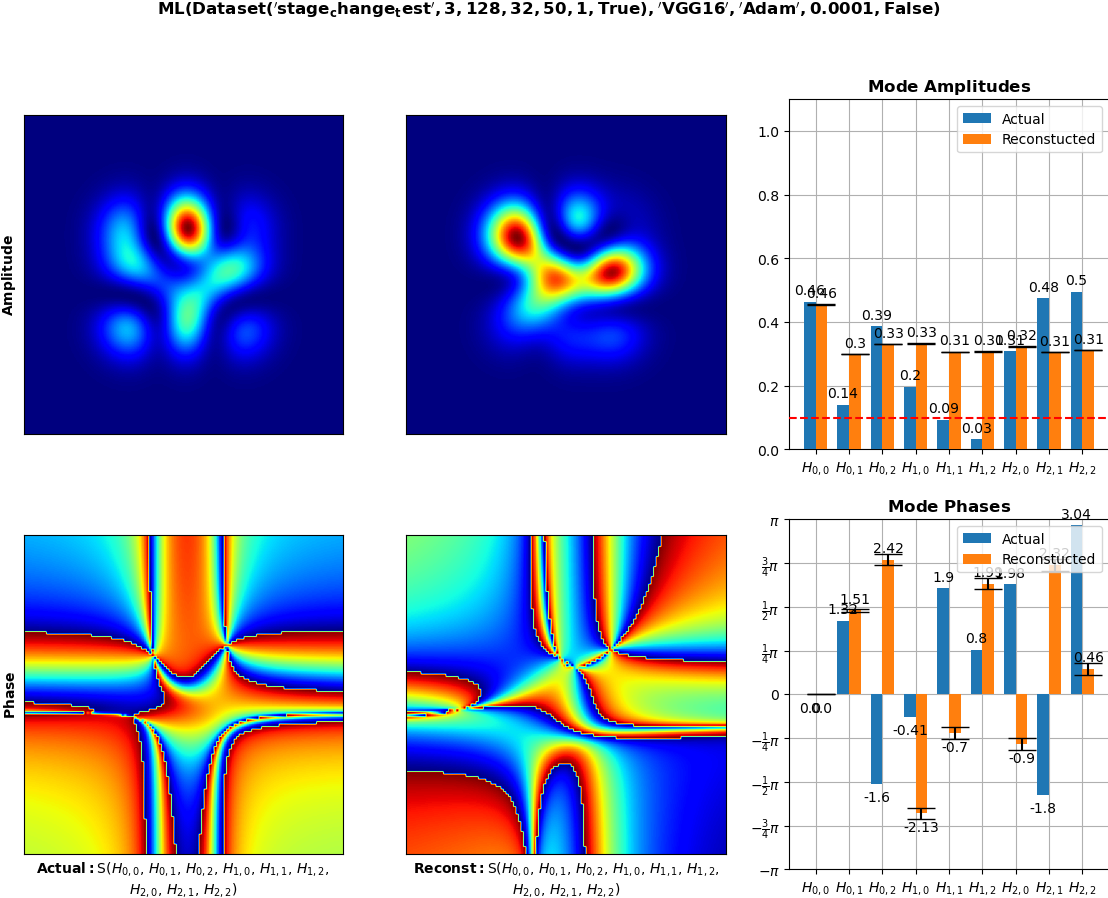 ML(Dataset('stage_change_test', 3, 128, 32, 50, 1, True), 'VGG16', 'Adam', 0.0001, False)
Mode Amplitudes
Actual
Reconstucted
1.0
0.8
0.6
0.4
0.2
0.0
0.46 0.46 0.14 0.3 0.39 0.33 0.2 0.33 0.09 0.31 0.03 0.31 0.31 0.32 0.48 0.31 0.5 0.31
H0,0 H0,1 H0,2 H1,0 H1,1 H1,2 H2,0 H2,1 H2,2
Amplitude
Mode Phases
Actual
Reconstucted
π
3/4π
1/2π
1/4π
0
−1/4π
−1/2π
−3/4π
−π
0.0 0.0 1.51 -1.6 2.42 -0.41 -2.13 1.9 -0.7 0.8 -0.9 -1.8 3.04 0.46
H0,0 H0,1 H0,2 H1,0 H1,1 H1,2 H2,0 H2,1 H2,2
Phase
Actual: S(H0,0, H0,1, H0,2, H1,0, H1,1, H1,2,
H2,0, H2,1, H2,2)
Reconst: S(H0,0, H0,1, H0,2, H1,0, H1,1, H1,2,
H2,0, H2,1, H2,2)